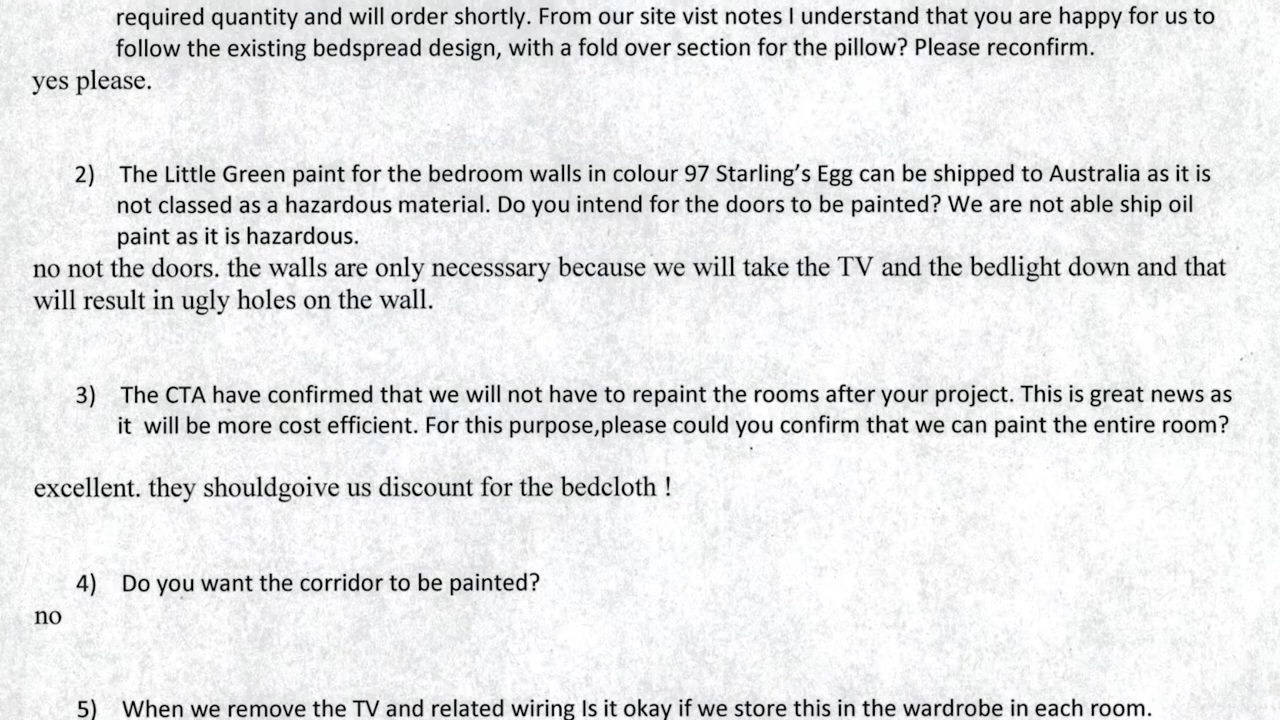 required quantity and will order shortly. From our site vist notes I understand that you are happy for us to
follow the existing bedspread design, with a fold over section for the pillow? Please reconfirm.
yes please.
2) The Little Green paint for the bedroom walls in colour 97 Starling's Egg can be shipped to Australia as it is
not classed as a hazardous material. Do you intend for the doors to be painted? We are not able ship oil
paint as it is hazardous.
no not the doors. the walls are only necesssary because we will take the TV and the bedlight down and that
will result in ugly holes on the wall.
3) The CTA have confirmed that we will not have to repaint the rooms after your project. This is great news as
it will be more cost efficient. For this purpose,please could you confirm that we can paint the entire room?
excellent. they shouldgoive us discount for the bedcloth !
4) Do you want the corridor to be painted?
no
5) When we remove the TV and related wiring Is it okay if we store this in the wardrobe in each room.